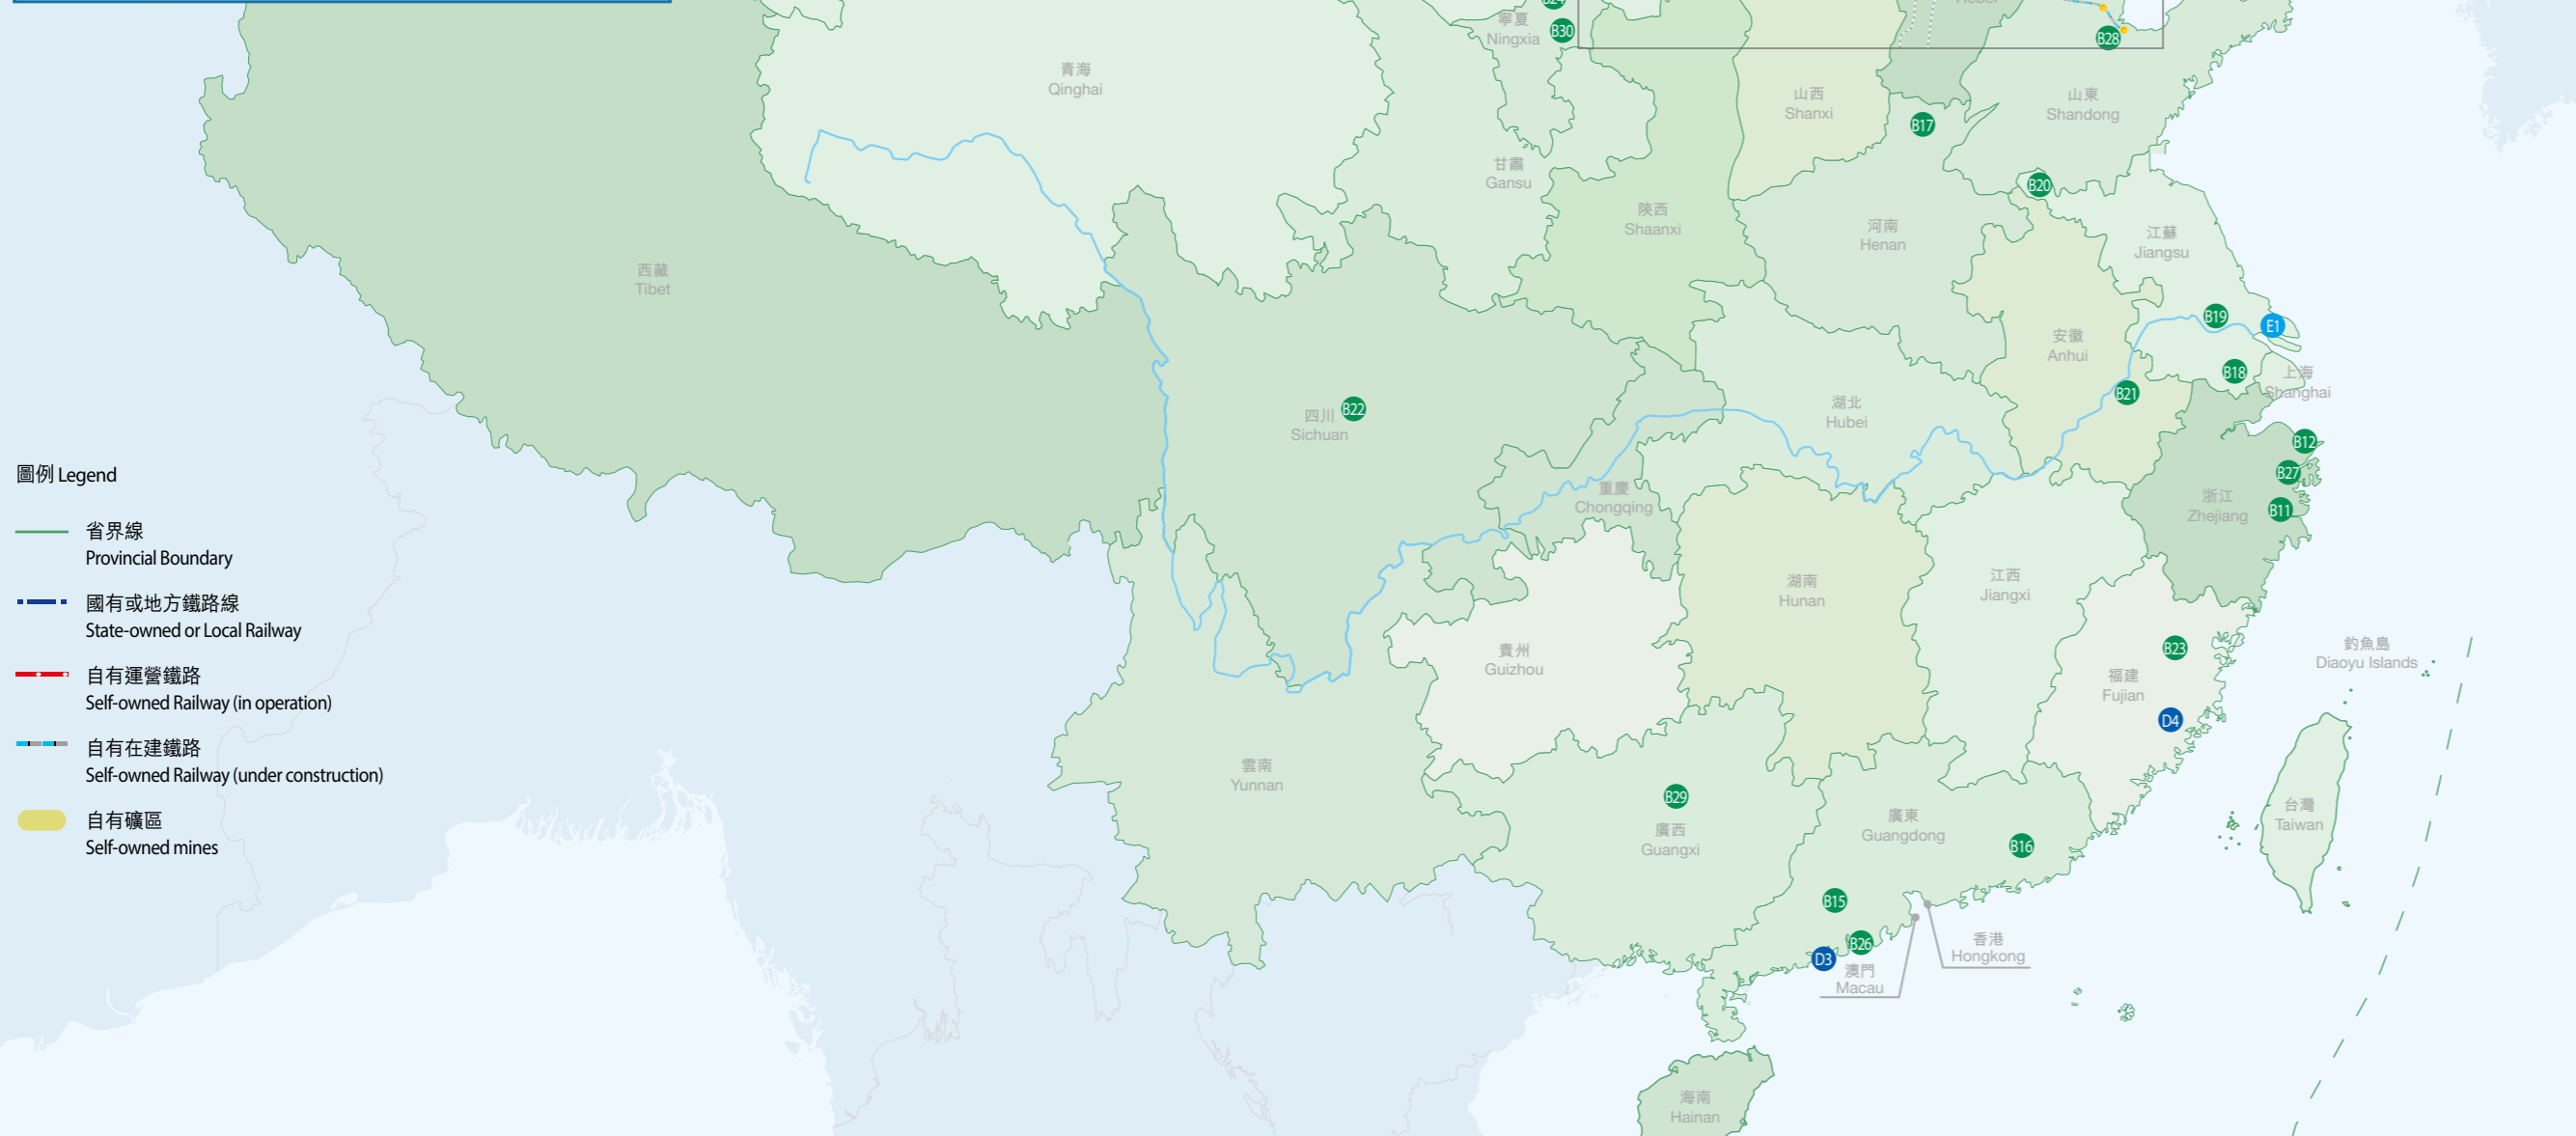 B24
寧夏
Ningxia
B30
B28
青海
Qinghai
山西
Shanxi
山東
Shandong
B17
甘肅
Gansu
B20
陝西
Shaanxi
河南
Henan
江蘇
Jiangsu
西藏
Tibet
B19
E1
安徽
Anhui
B18
上海
Shanghai
B21
四川
Sichuan
B22
湖北
Hubei
B12
B27
重慶
Chongqing
浙江
Zhejiang
B11
圖例 Legend
省界線
Provincial Boundary
國有或地方鐵路線
State-owned or Local Railway
自有運營鐵路
Self-owned Railway (in operation)
自有在建鐵路
Self-owned Railway (under construction)
自有礦區
Self-owned mines
湖南
Hunan
江西
Jiangxi
貴州
Guizhou
B23
釣魚島
Diaoyu Islands
福建
Fujian
D4
雲南
Yunnan
B29
廣西
Guangxi
廣東
Guangdong
B16
台灣
Taiwan
B15
B26
D3
香港
Hongkong
澳門
Macau
海南
Hainan